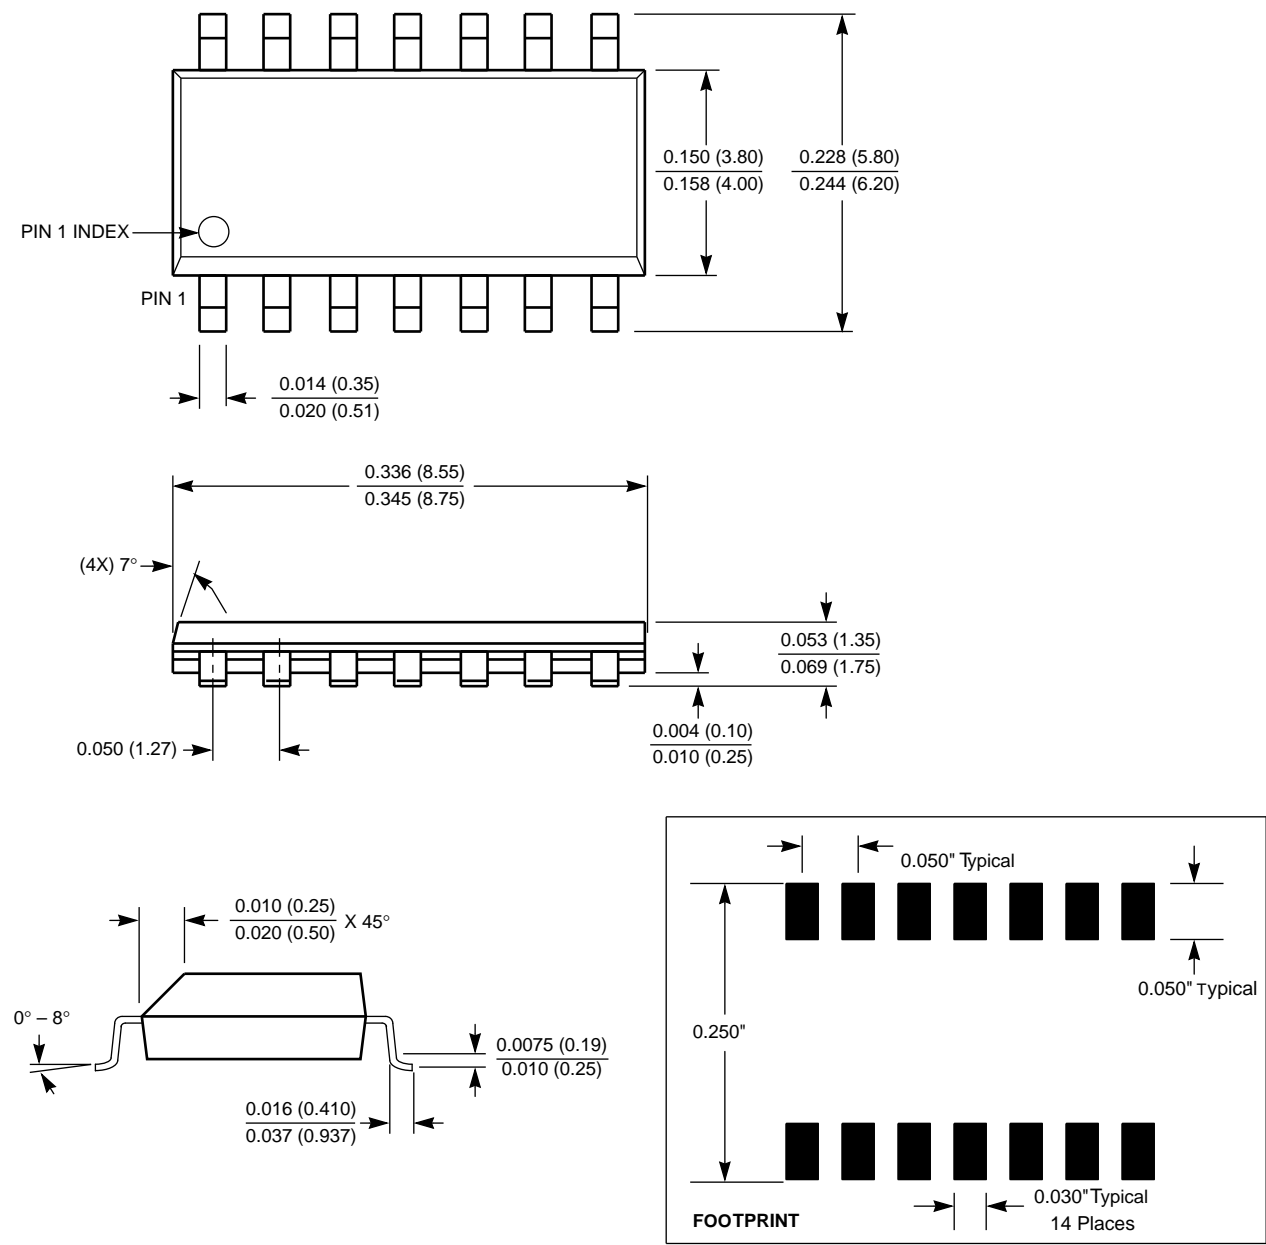 0.150 (3.80)
0.158 (4.00)
0.228 (5.80)
0.244 (6.20)
PIN 1 INDEX
PIN 1
0.014 (0.35)
0.020 (0.51)
0.336 (8.55)
0.345 (8.75)
(4X) 7°
0.053 (1.35)
0.069 (1.75)
0.004 (0.10)
0.010 (0.25)
0.050 (1.27)
0.010 (0.25)
0.020 (0.50)
X 45°
0° – 8°
0.0075 (0.19)
0.010 (0.25)
0.016 (0.410)
0.037 (0.937)
0.050" Typical
0.050" Typical
0.250"
0.030" Typical
14 Places
FOOTPRINT